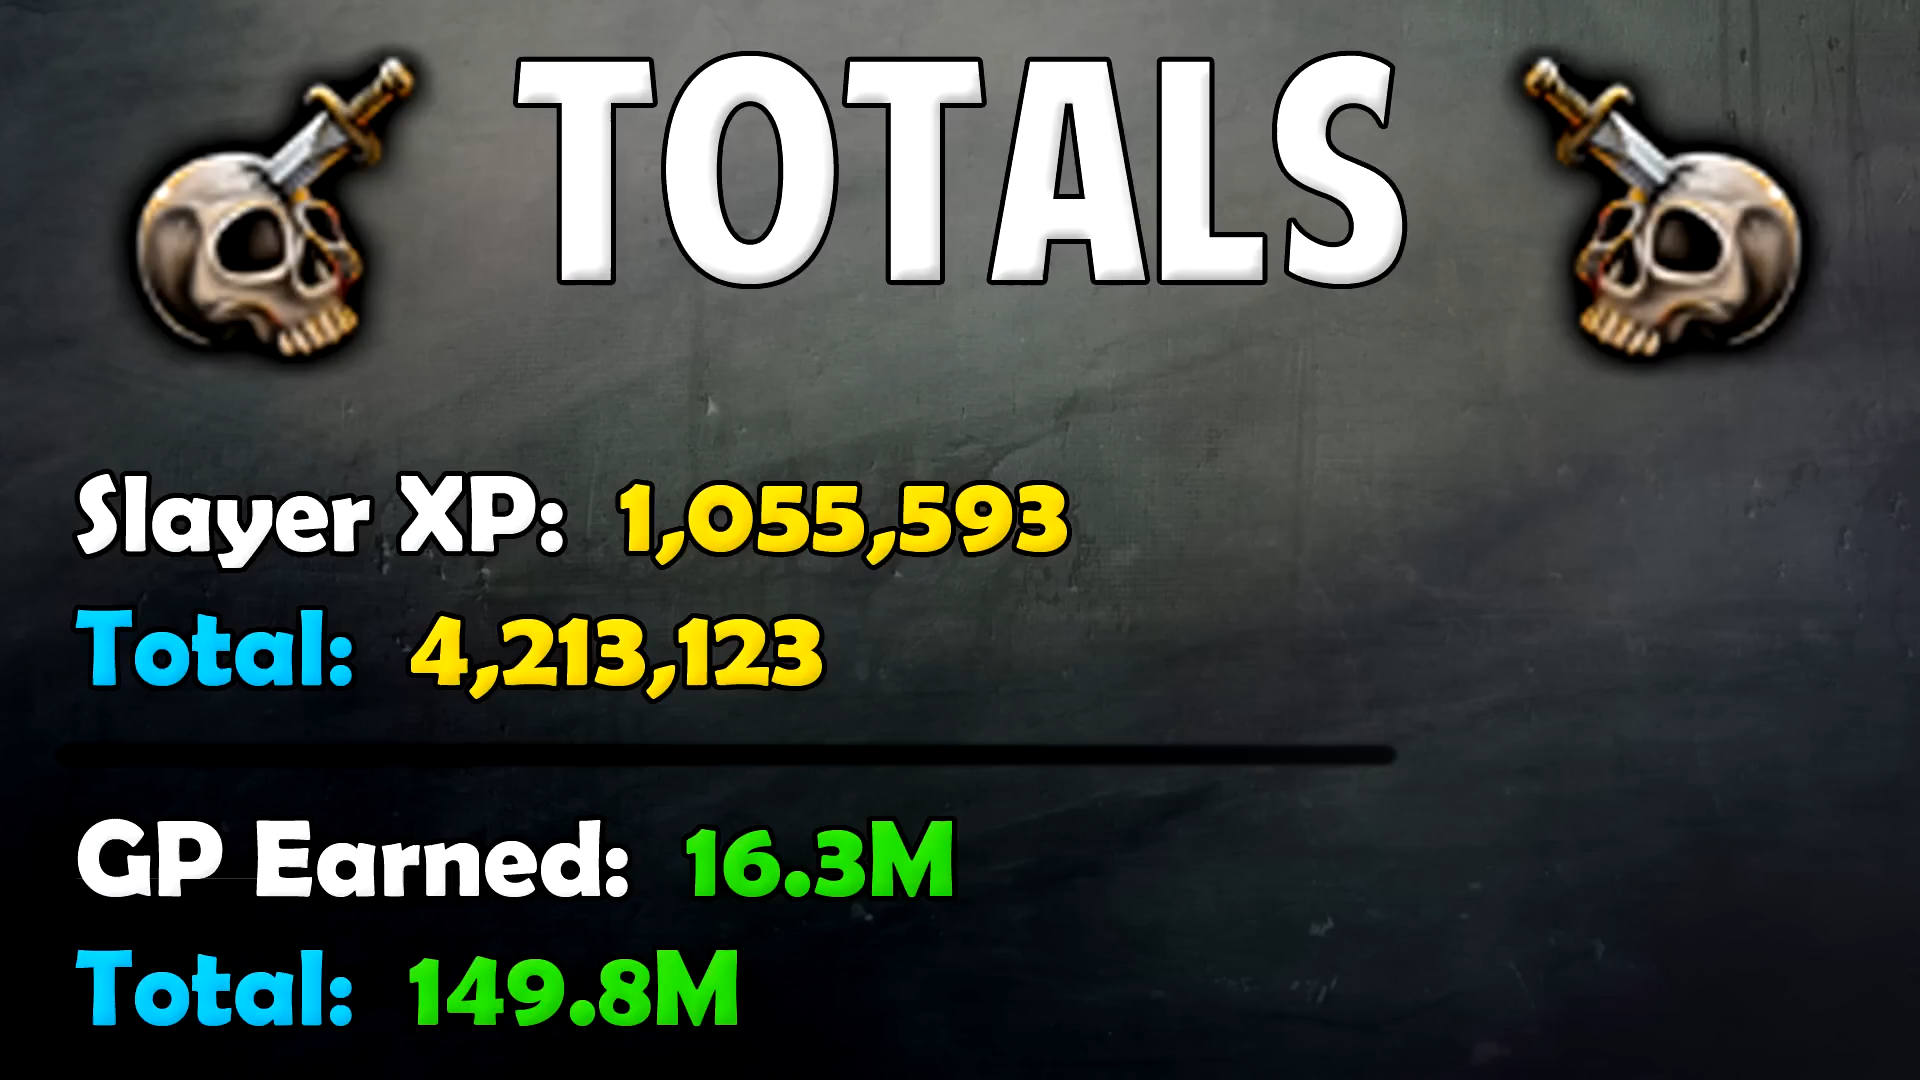 TOTALS
Slayer XP: 1,055,593
Total: 4,213,123
GP Earned: 16.3M
Total: 149.8M